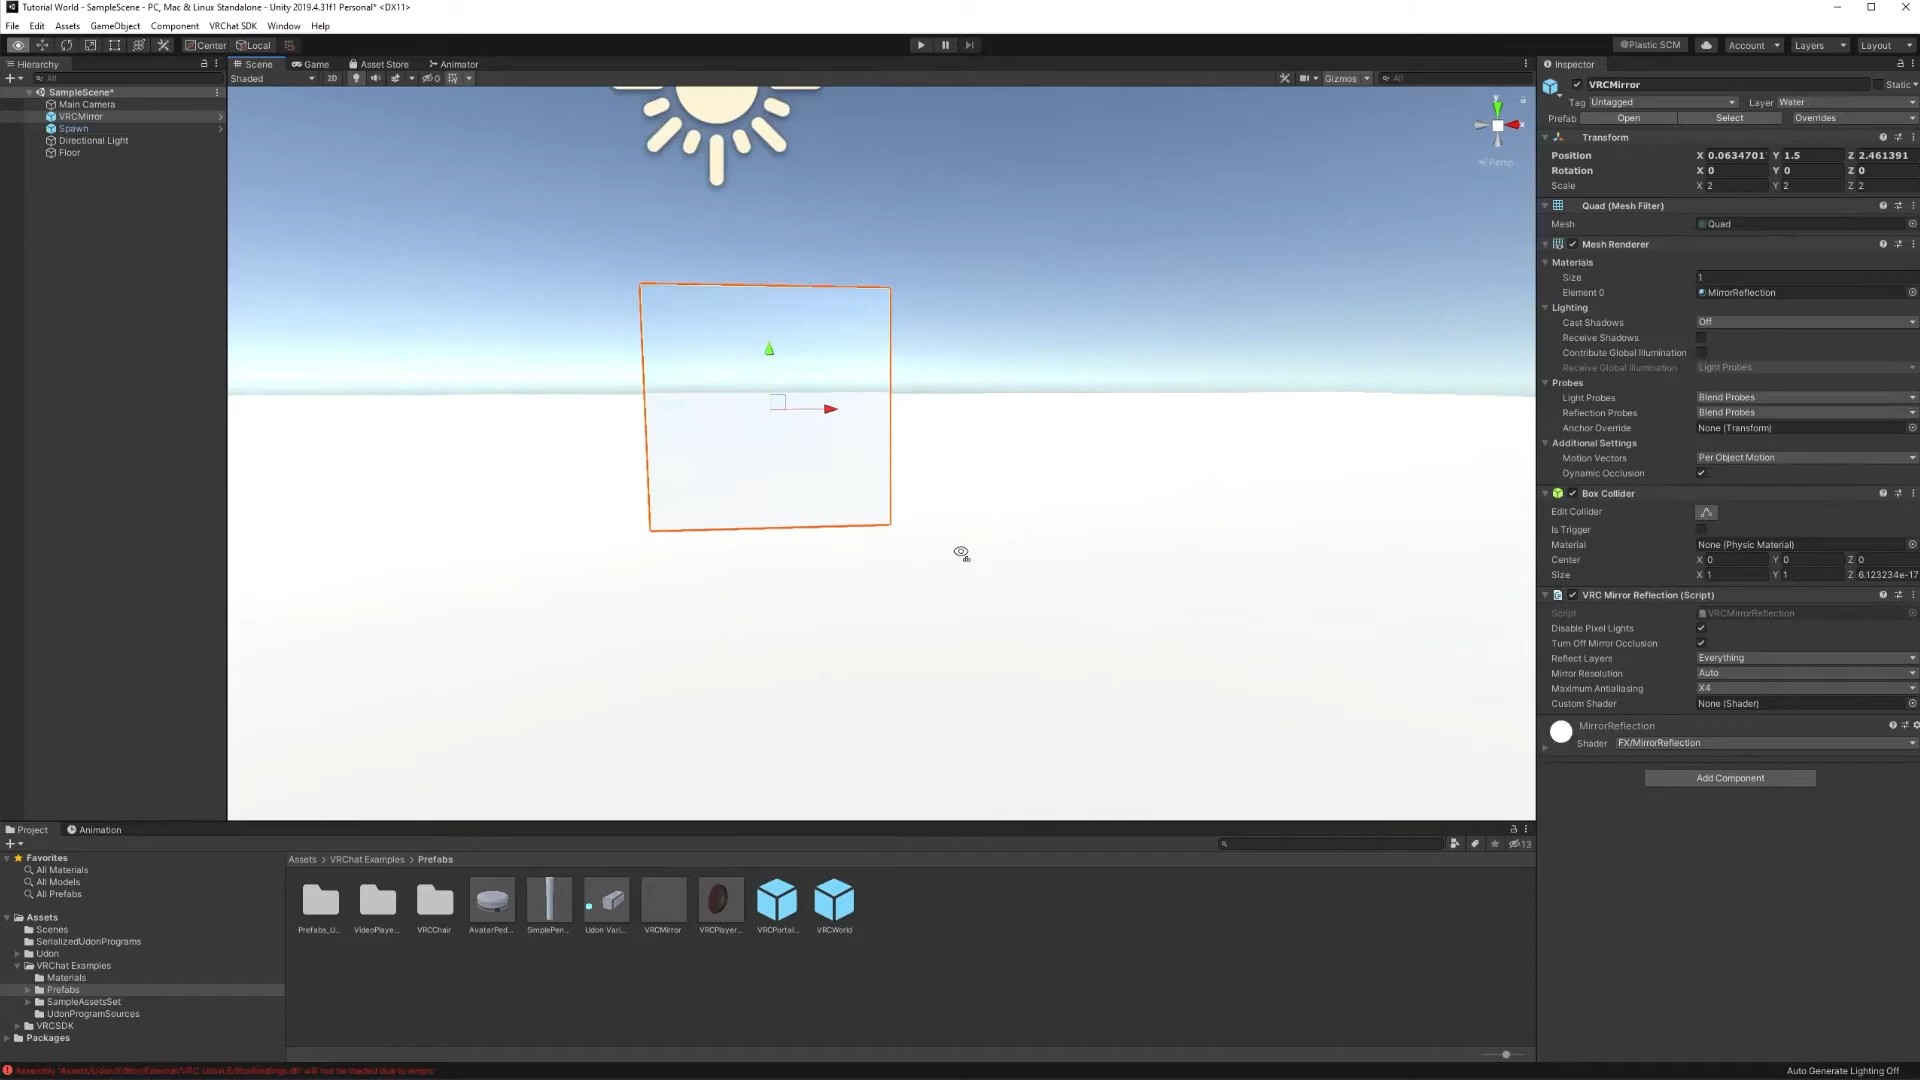 Tutorial World - SampleScene - PC, Mac & Linux Standalone - Unity 2019.4.31f1 Personal* <DX11>
File Edit Assets GameObject Component VRChat SDK Window Help
Center Local Plastic SCM Account Layers Layout
Hierarchy
All
SampleScene*
Main Camera
VRCMirror
Spawn
Directional Light
Floor
Scene Game Asset Store Animator
Shaded 2D 0 Gizmos All
y
x
< Persp
Inspector
VRCMirror Static
Tag Untagged Layer Water
Prefab Open Select Overrides
Transform
Position X 0.0634701 Y 1.5 Z 2.461391
Rotation X 0 Y 0 Z 0
Scale X 2 Y 2 Z 2
Quad (Mesh Filter)
Mesh Quad
Mesh Renderer
Materials
Size 1
Element 0 MirrorReflection
Lighting
Cast Shadows Off
Receive Shadows
Contribute Global Illumination
Receive Global Illumination Light Probes
Probes
Light Probes Blend Probes
Reflection Probes Blend Probes
Anchor Override None (Transform)
Additional Settings
Motion Vectors Per Object Motion
Dynamic Occlusion
Box Collider
Edit Collider
Is Trigger
Material None (Physic Material)
Center X 0 Y 0 Z 0
Size X 1 Y 1 Z 6.123234e-17
VRC Mirror Reflection (Script)
Script VRCMirrorReflection
Disable Pixel Lights
Turn Off Mirror Occlusion
Reflect Layers Everything
Mirror Resolution Auto
Maximum Antialiasing X4
Custom Shader None (Shader)
MirrorReflection
Shader FX/MirrorReflection
Add Component
Project Animation
13
Favorites
All Materials
All Models
All Prefabs
Assets
Scenes
SerializedUdonPrograms
Udon
VRChat Examples
Materials
Prefabs
SampleAssetsSet
UdonProgramSources
VRCSDK
Packages
Assets > VRChat Examples > Prefabs
Prefabs_U... VideoPlaye... VRCChair AvatarPed... SimplePen... Udon Vari... VRCMirror VRCPlayer... VRCPortal... VRCWorld
Assembly 'Assets/Udon/Editor/External/VRC.Udon.EditorBindings.dll' will not be loaded due to errors:
Auto Generate Lighting Off